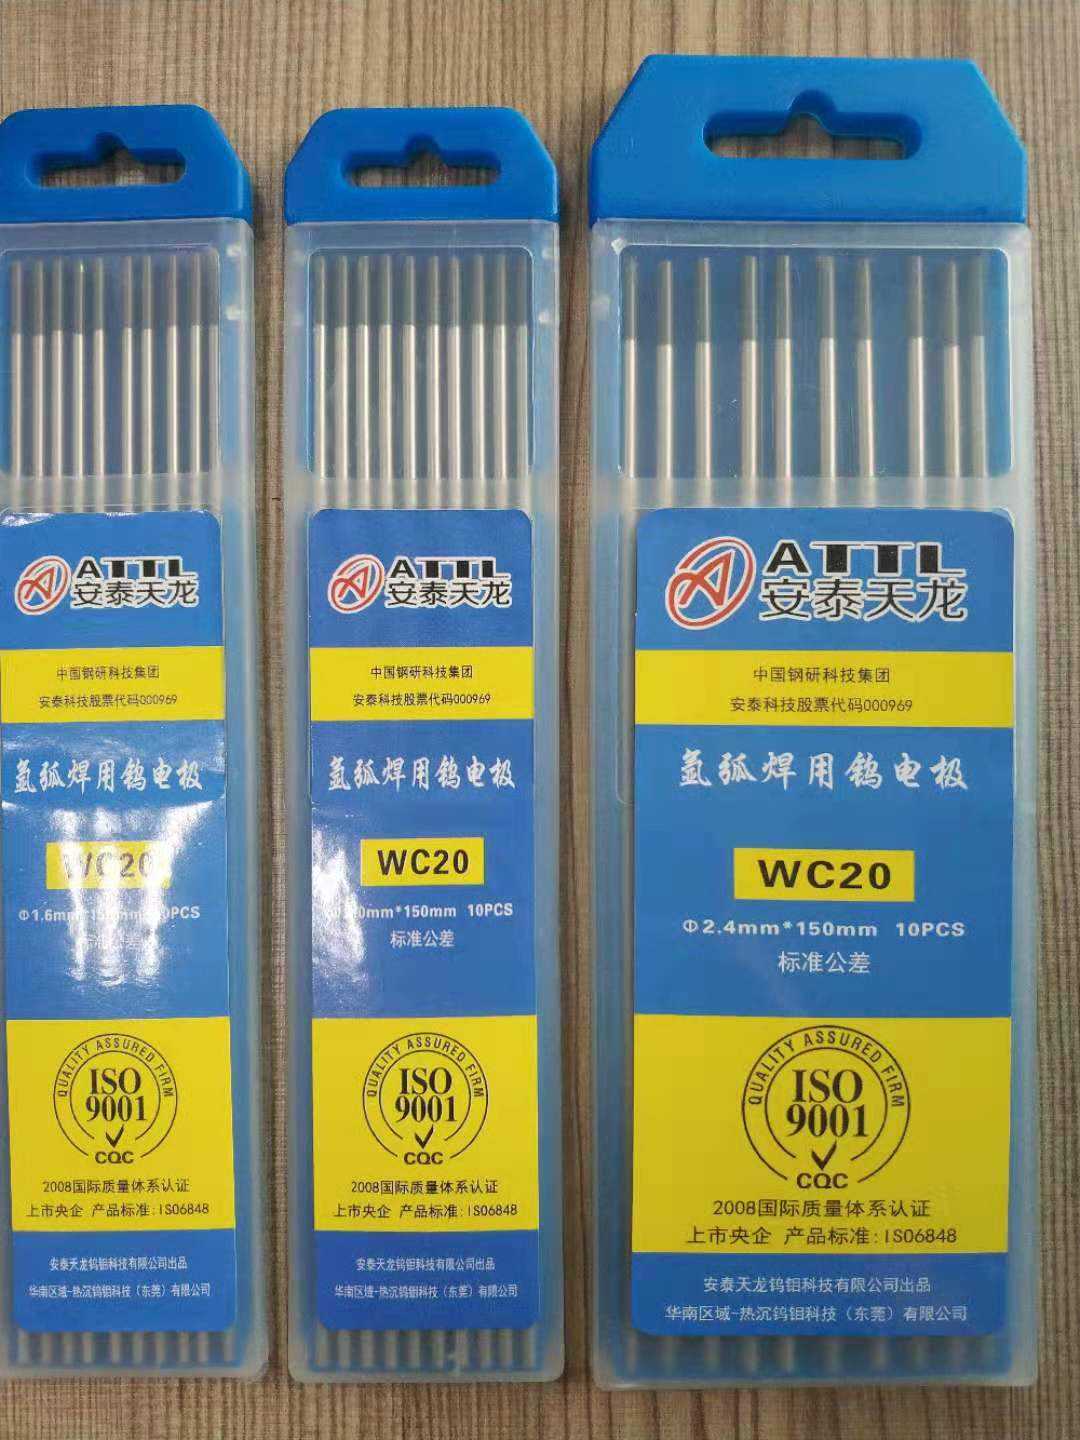 ATTL
安泰天龙
中国钢研科技集团
安泰科技股票代码000969
氩弧焊用钨电极
WC20
Φ1.6mm*150mm 10PCS
标准公差
QUALITY ASSURED FIRM
ISO
9001
CQC
2008国际质量体系认证
上市央企 产品标准:ISO6848
安泰天龙钨钼科技有限公司出品
华南区域-热沉钨钼科技（东莞）有限公司
ATTL
安泰天龙
中国钢研科技集团
安泰科技股票代码000969
氩弧焊用钨电极
WC20
0mm*150mm 10PCS
标准公差
QUALITY ASSURED FIRM
ISO
9001
CQC
2008国际质量体系认证
上市央企 产品标准:ISO6848
安泰天龙钨钼科技有限公司出品
华南区域-热沉钨钼科技（东莞）有限公司
ATTL
安泰天龙
中国钢研科技集团
安泰科技股票代码000969
氩弧焊用钨电极
WC20
Φ2.4mm*150mm 10PCS
标准公差
QUALITY ASSURED FIRM
ISO
9001
CQC
2008国际质量体系认证
上市央企 产品标准:ISO6848
安泰天龙钨钼科技有限公司出品
华南区域-热沉钨钼科技（东莞）有限公司